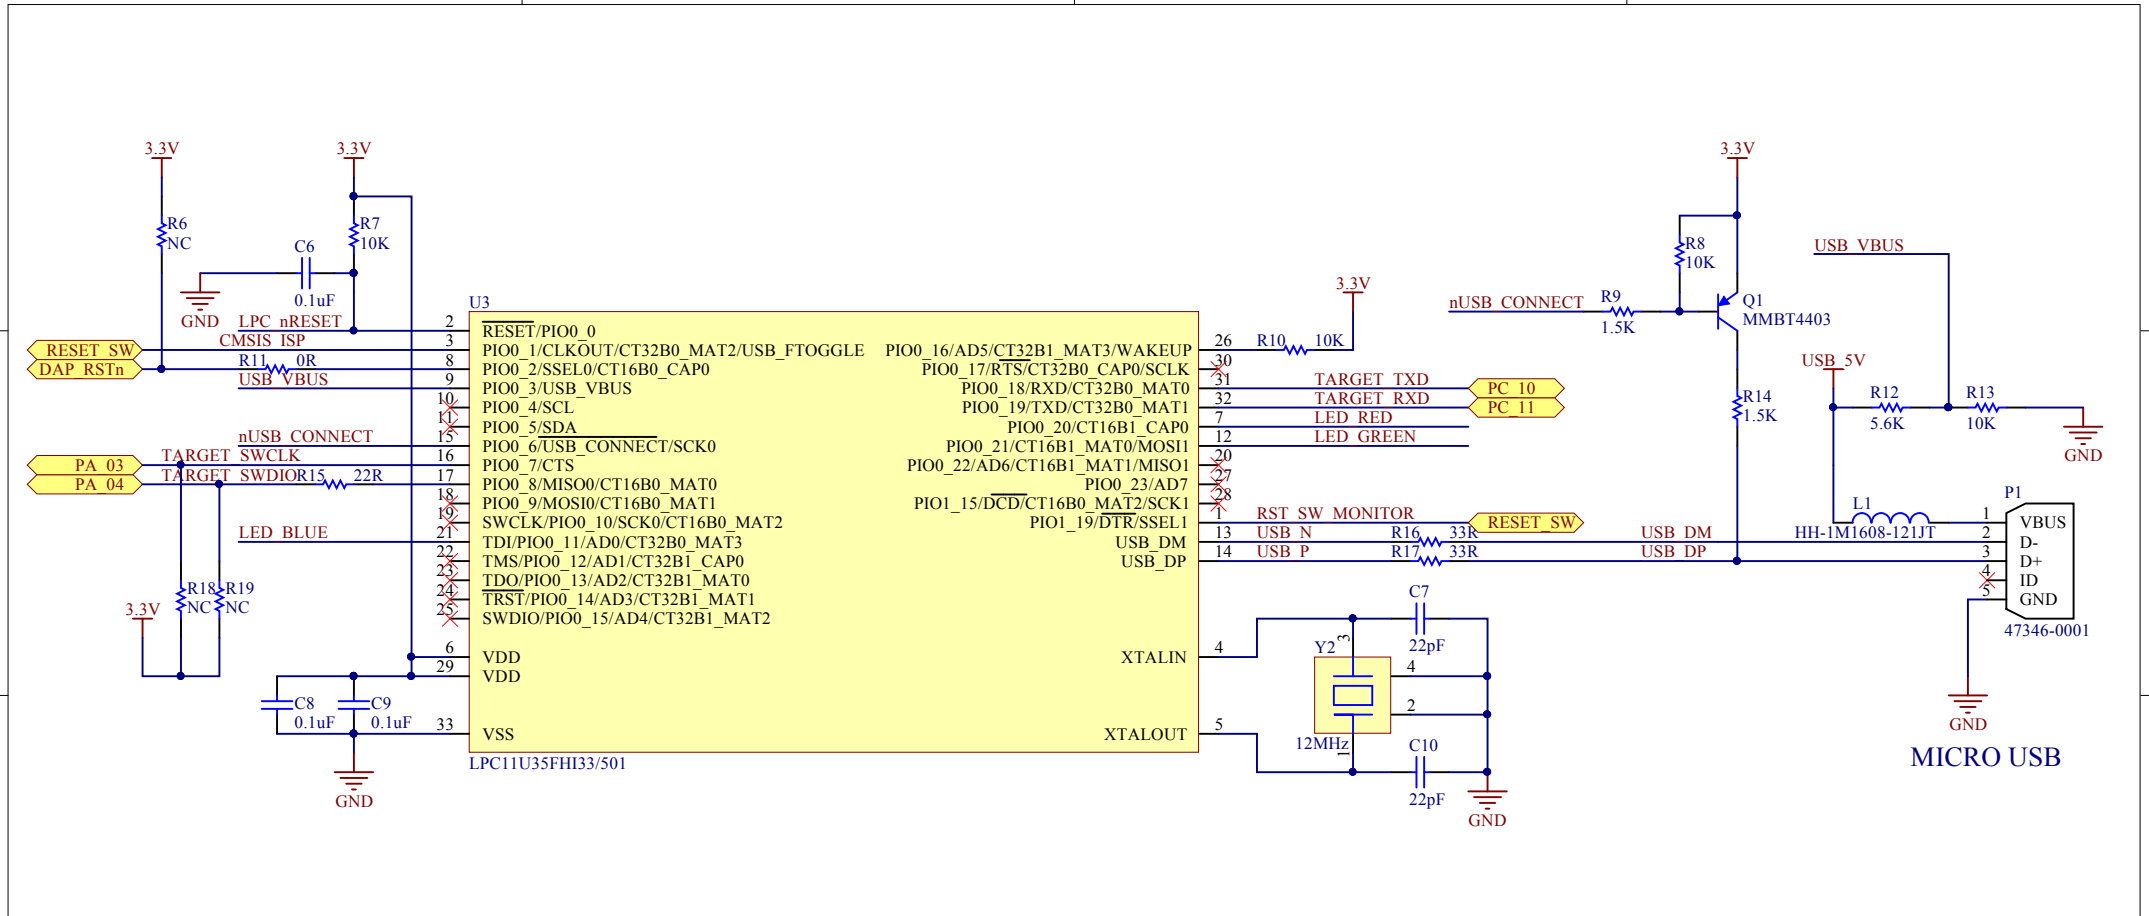 3.3V
3.3V
3.3V
R6
NC
R7
10K
C6
0.1uF
GND
R8
10K
USB_VBUS
3.3V
nUSB_CONNECT
R9
1.5K
Q1
MMBT4403
USB_5V
R14
1.5K
R12
5.6K
R13
10K
GND
U3
LPC_nRESET
2
RESET/PIO0_0
RESET_SW
CMSIS_ISP
3
PIO0_1/CLKOUT/CT32B0_MAT2/USB_FTOGGLE
DAP_RSTn
R11
0R
8
PIO0_2/SSEL0/CT16B0_CAP0
USB_VBUS
9
PIO0_3/USB_VBUS
10
PIO0_4/SCL
11
PIO0_5/SDA
nUSB_CONNECT
15
PIO0_6/USB_CONNECT/SCK0
PA_03
TARGET_SWCLK
16
PIO0_7/CTS
PA_04
TARGET_SWDIO
R15
22R
17
PIO0_8/MISO0/CT16B0_MAT0
18
PIO0_9/MOSI0/CT16B0_MAT1
19
SWCLK/PIO0_10/SCK0/CT16B0_MAT2
LED_BLUE
21
TDI/PIO0_11/AD0/CT32B0_MAT3
22
TMS/PIO0_12/AD1/CT32B1_CAP0
23
TDO/PIO0_13/AD2/CT32B1_MAT0
24
TRST/PIO0_14/AD3/CT32B1_MAT1
25
SWDIO/PIO0_15/AD4/CT32B1_MAT2
6
VDD
29
VDD
33
VSS
LPC11U35FHI33/501
R18
NC
R19
NC
3.3V
C8
0.1uF
C9
0.1uF
GND
PIO0_16/AD5/CT32B1_MAT3/WAKEUP
26
R10
10K
PIO0_17/RTS/CT32B0_CAP0/SCLK
30
PIO0_18/RXD/CT32B0_MAT0
31
TARGET_TXD
PC_10
PIO0_19/TXD/CT32B0_MAT1
32
TARGET_RXD
PC_11
PIO0_20/CT16B1_CAP0
7
LED_RED
PIO0_21/CT16B1_MAT0/MOSI1
12
LED_GREEN
PIO0_22/AD6/CT16B1_MAT1/MISO1
20
PIO0_23/AD7
27
PIO1_15/DCD/CT16B0_MAT2/SCK1
28
PIO1_19/DTR/SSEL1
1
RST_SW_MONITOR
RESET_SW
USB_DM
13
USB_N
R16
33R
USB_DM
USB_DP
14
USB_P
R17
33R
USB_DP
XTALIN
4
XTALOUT
5
Y2
12MHz
3
4
2
1
C7
22pF
C10
22pF
GND
L1
HH-1M1608-121JT
P1
1
VBUS
2
D-
3
D+
4
ID
5
GND
47346-0001
GND
MICRO USB